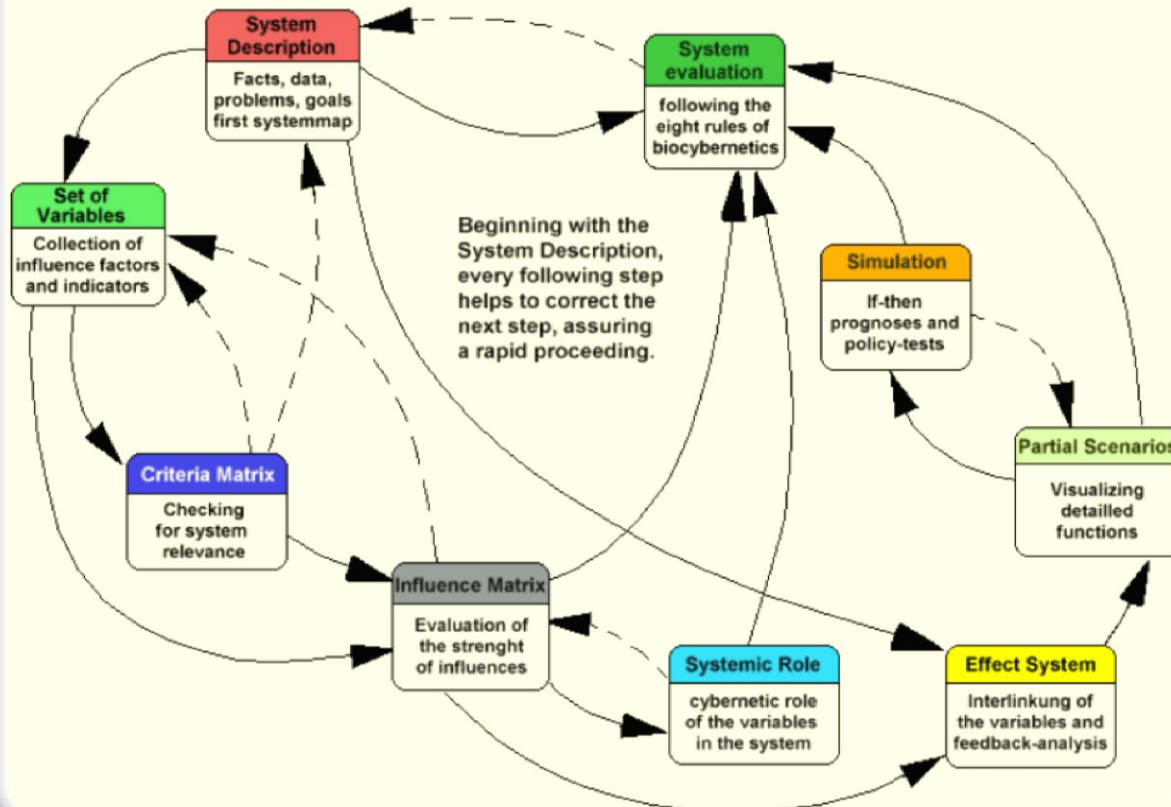 System
Description
Facts, data,
problems, goals
first systemmap
System
evaluation
following the
eight rules of
biocybernetics
Set of
Variables
Collection of
influence factors
and indicators
Beginning with the
System Description,
every following step
helps to correct the
next step, assuring
a rapid proceeding.
Simulation
If-then
prognoses and
policy-tests
Criteria Matrix
Checking
for system
relevance
Partial Scenarios
Visualizing
detailled
functions
Influence Matrix
Evaluation of
the strenght
of influences
Systemic Role
cybernetic role
of the variables
in the system
Effect System
Interlinkung of
the variables and
feedback-analysis